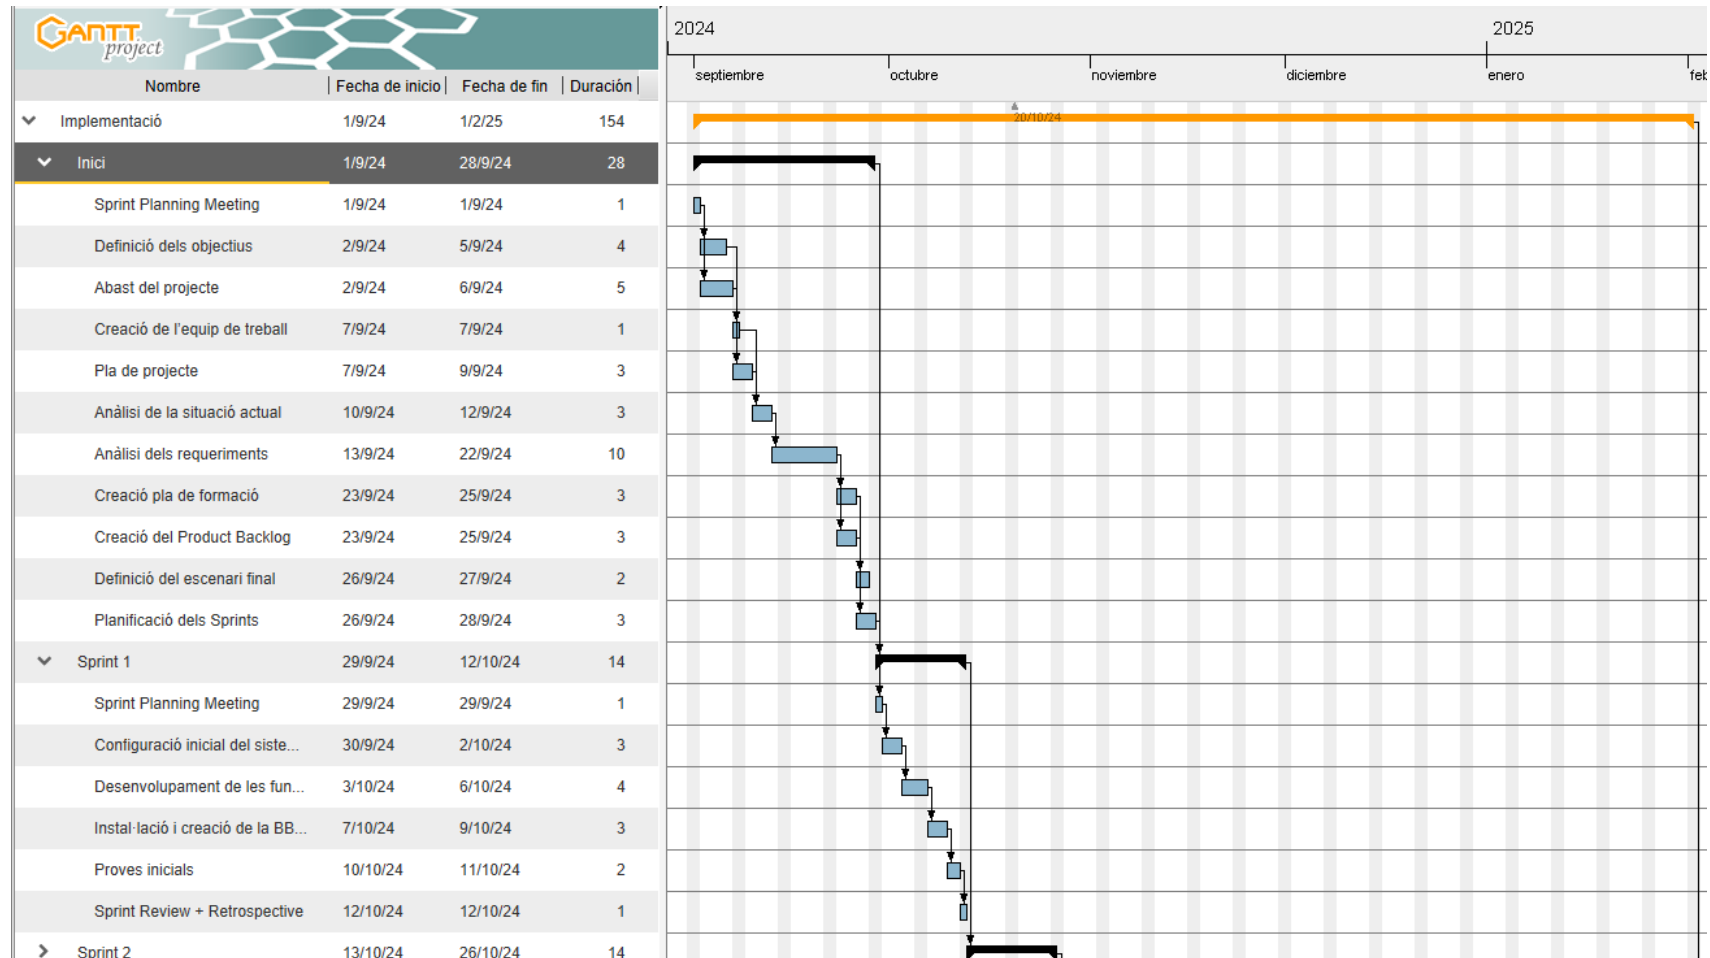 GANTT
project
2024
2025
septiembre
octubre
noviembre
diciembre
enero
feb
Nombre
Fecha de inicio
Fecha de fin
Duración
20/10/24
Implementació 1/9/24 1/2/25 154
Inici 1/9/24 28/9/24 28
Sprint Planning Meeting 1/9/24 1/9/24 1
Definició dels objectius 2/9/24 5/9/24 4
Abast del projecte 2/9/24 6/9/24 5
Creació de l'equip de treball 7/9/24 7/9/24 1
Pla de projecte 7/9/24 9/9/24 3
Anàlisi de la situació actual 10/9/24 12/9/24 3
Anàlisi dels requeriments 13/9/24 22/9/24 10
Creació pla de formació 23/9/24 25/9/24 3
Creació del Product Backlog 23/9/24 25/9/24 3
Definició del escenari final 26/9/24 27/9/24 2
Planificació dels Sprints 26/9/24 28/9/24 3
Sprint 1 29/9/24 12/10/24 14
Sprint Planning Meeting 29/9/24 29/9/24 1
Configuració inicial del siste... 30/9/24 2/10/24 3
Desenvolupament de les fun... 3/10/24 6/10/24 4
Instal·lació i creació de la BB... 7/10/24 9/10/24 3
Proves inicials 10/10/24 11/10/24 2
Sprint Review + Retrospective 12/10/24 12/10/24 1
Sprint 2 13/10/24 26/10/24 14